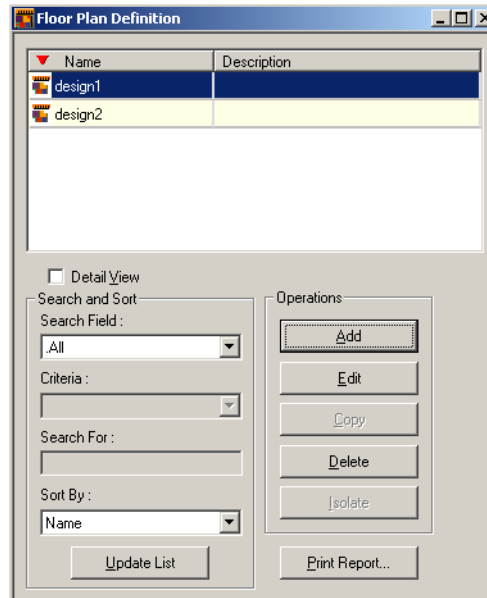 Floor Plan Definition
Name Description
design1
design2
Detail View
Search and Sort
Search Field :
.All
Criteria :
Search For :
Sort By :
Name
Update List
Operations
Add
Edit
Copy
Delete
Isolate
Print Report...